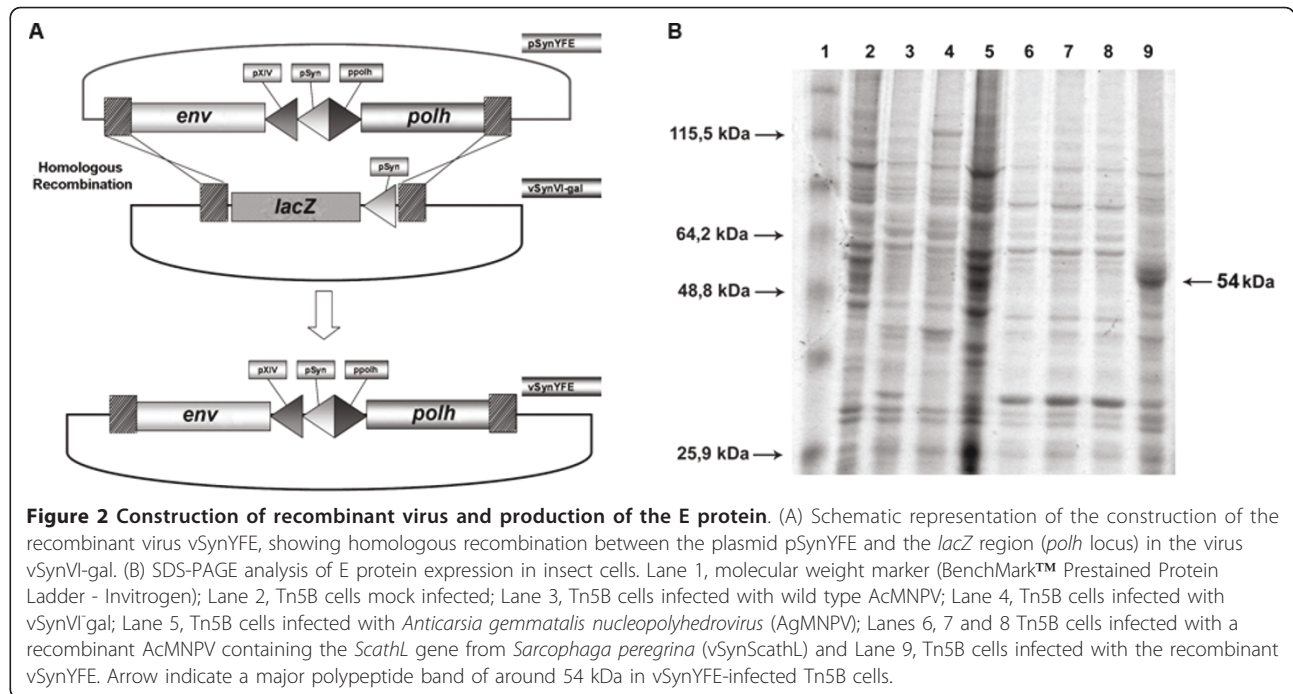 A
pSynYFE
pXIV
pSyn
ppolh
env
polh
Homologous
Recombination
pSyn
vSynVI-gal
lacZ
pXIV
pSyn
ppolh
vSynYFE
env
polh
B
1 2 3 4 5 6 7 8 9
115,5 kDa
64,2 kDa
48,8 kDa
25,9 kDa
54 kDa
Figure 2 Construction of recombinant virus and production of the E protein. (A) Schematic representation of the construction of the
recombinant virus vSynYFE, showing homologous recombination between the plasmid pSynYFE and the lacZ region (polh locus) in the virus
vSynVI-gal. (B) SDS-PAGE analysis of E protein expression in insect cells. Lane 1, molecular weight marker (BenchMark™ Prestained Protein
Ladder - Invitrogen); Lane 2, Tn5B cells mock infected; Lane 3, Tn5B cells infected with wild type AcMNPV; Lane 4, Tn5B cells infected with
vSynVI-gal; Lane 5, Tn5B cells infected with Anticarsia gemmatalis nucleopolyhedrovirus (AgMNPV); Lanes 6, 7 and 8 Tn5B cells infected with a
recombinant AcMNPV containing the ScathL gene from Sarcophaga peregrina (vSynScathL) and Lane 9, Tn5B cells infected with the recombinant
vSynYFE. Arrow indicate a major polypeptide band of around 54 kDa in vSynYFE-infected Tn5B cells.